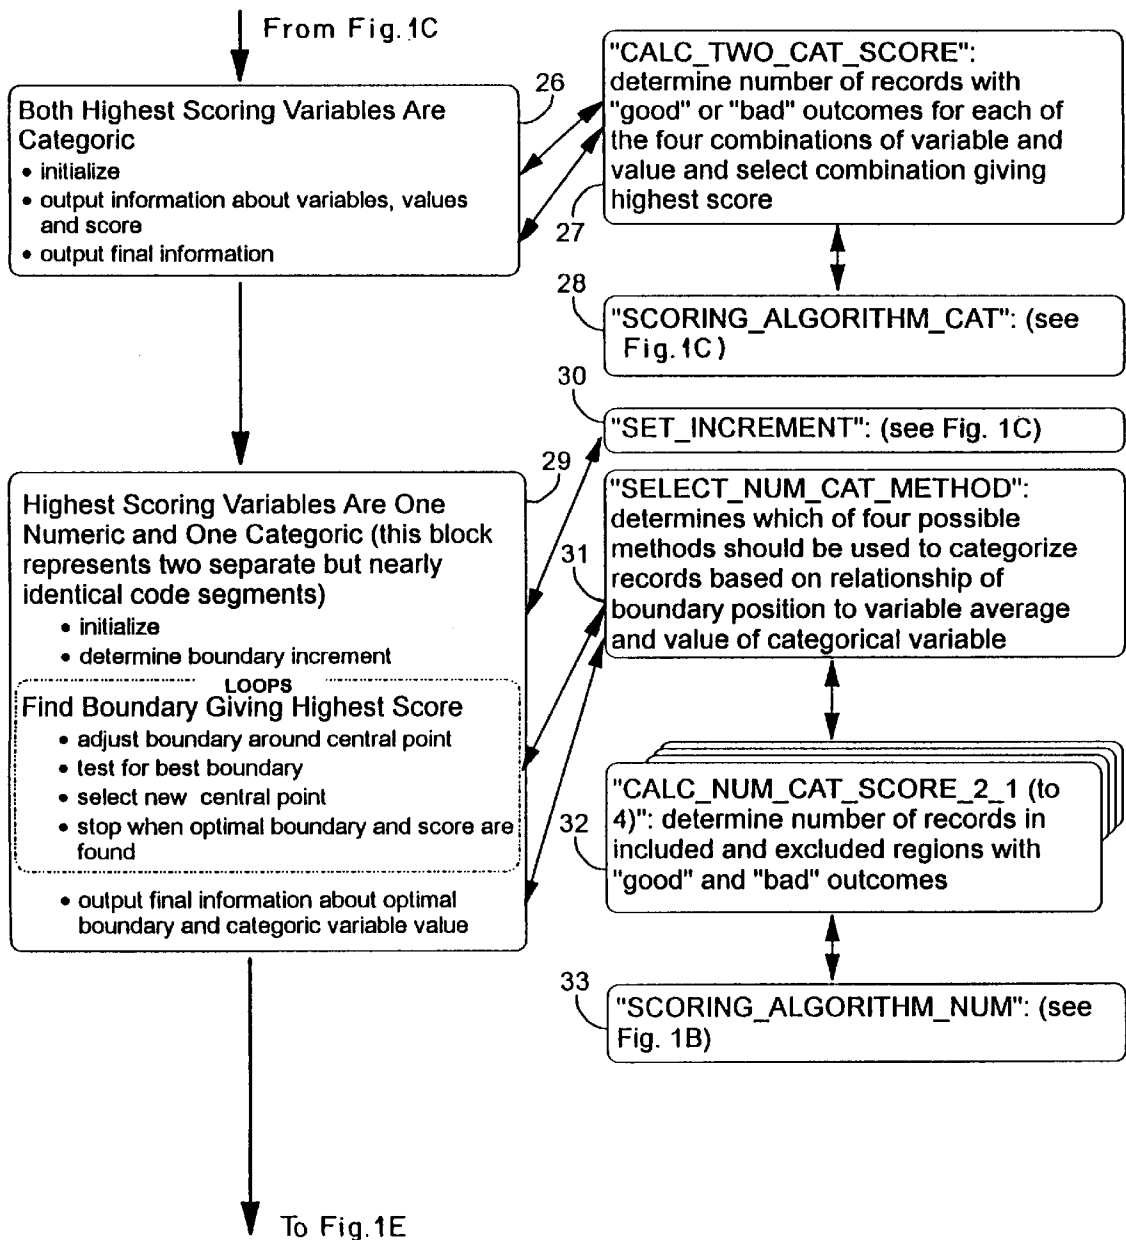 From Fig.1C
26
Both Highest Scoring Variables Are
Categoric
• initialize
• output information about variables, values
and score
• output final information
"CALC_TWO_CAT_SCORE":
determine number of records with
"good" or "bad" outcomes for each of
the four combinations of variable and
value and select combination giving
highest score
27
28
"SCORING_ALGORITHM_CAT": (see
Fig.1C)
30
"SET_INCREMENT": (see Fig. 1C)
29
Highest Scoring Variables Are One
Numeric and One Categoric (this block
represents two separate but nearly
identical code segments)
• initialize
• determine boundary increment
LOOPS
Find Boundary Giving Highest Score
• adjust boundary around central point
• test for best boundary
• select new central point
• stop when optimal boundary and score are
found
• output final information about optimal
boundary and categoric variable value
31
"SELECT_NUM_CAT_METHOD":
determines which of four possible
methods should be used to categorize
records based on relationship of
boundary position to variable average
and value of categorical variable
32
"CALC_NUM_CAT_SCORE_2_1 (to
4)": determine number of records in
included and excluded regions with
"good" and "bad" outcomes
33
"SCORING_ALGORITHM_NUM": (see
Fig. 1B)
To Fig.1E